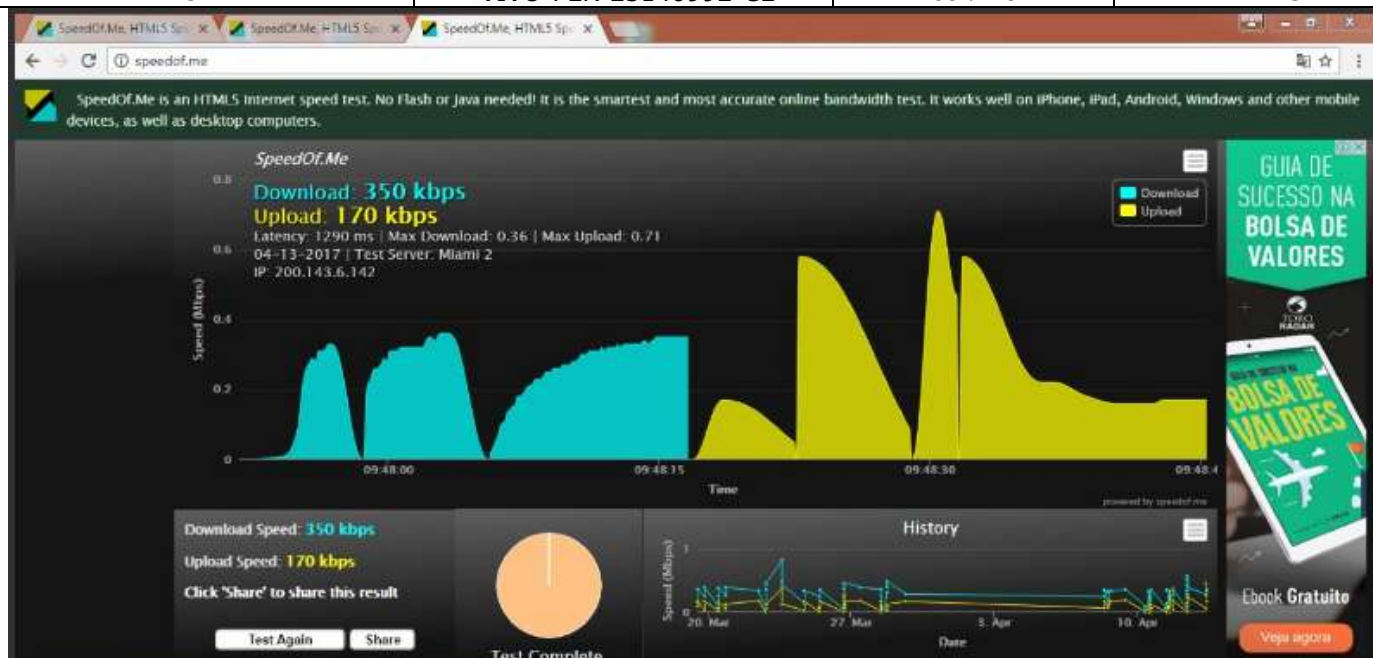 SpeedOf.Me, HTML5 Sp
SpeedOf.Me, HTML5 Sp
SpeedOf.Me, HTML5 Sp
speedof.me
SpeedOf.Me is an HTML5 Internet speed test. No Flash or Java needed! It is the smartest and most accurate online bandwidth test. It works well on iPhone, iPad, Android, Windows and other mobile
devices, as well as desktop computers.
SpeedOf.Me
Download: 350 kbps
Upload: 170 kbps
Latency: 1290 ms | Max Download: 0.36 | Max Upload: 0.71
04-13-2017 | Test Server: Miami 2
IP: 200.143.6.142
Download
Upload
Speed (Mbps)
0.8
0.6
0.4
0.2
0
09:48:00
09:48:15
09:48:30
09:48:4
Time
powered by speedof.me
Download Speed: 350 kbps
Upload Speed: 170 kbps
Click 'Share' to share this result
Test Again
Share
Test Complete
History
Speed (Mbps)
1
0
20. Mar
27. Mar
3. Apr
10. Apr
Date
GUIA DE
SUCESSO NA
BOLSA DE
VALORES
TORO
RADAR
BOLSA DE
VALORES
Ebook Gratuito
Veja agora